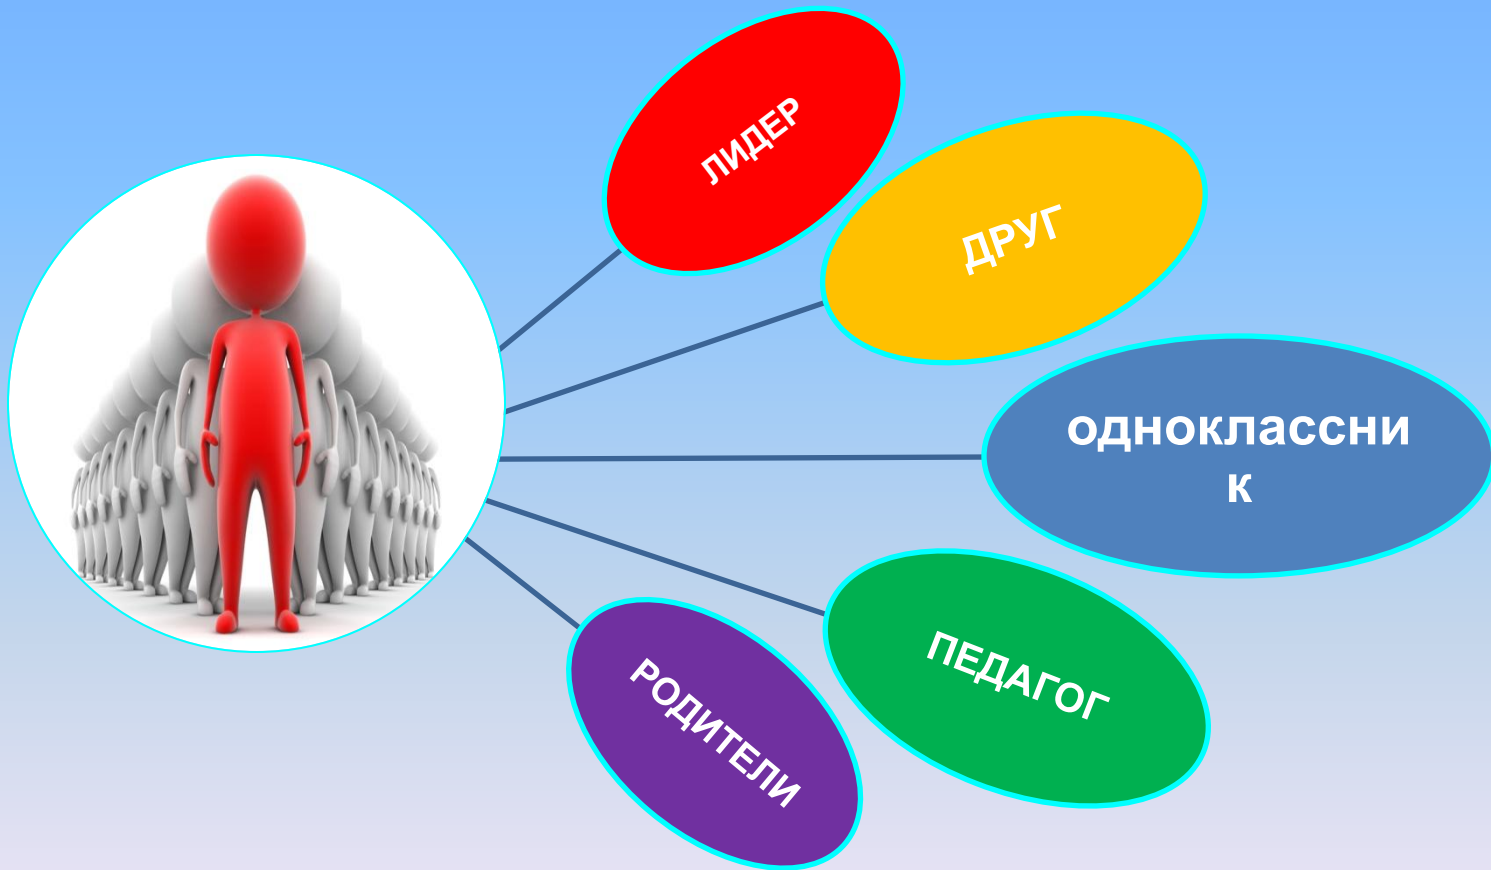 ЛИДЕР
ДРУГ
одноклассни
к
ПЕДАГОГ
РОДИТЕЛИ